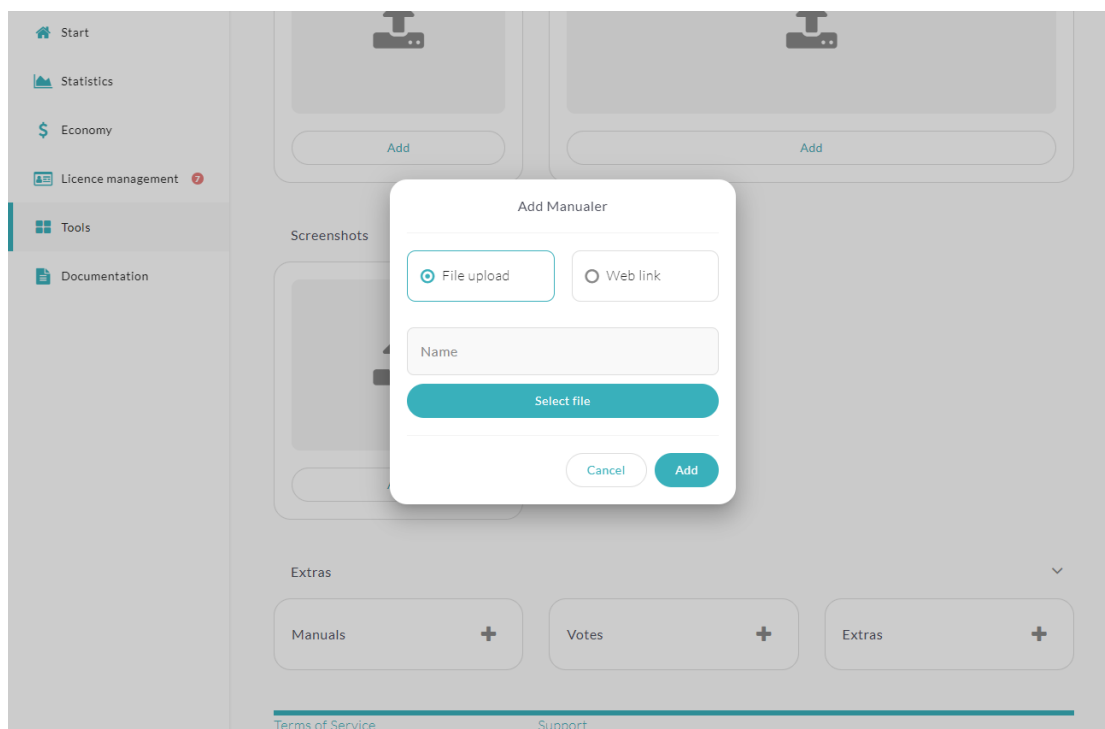 Start
Statistics
Economy
Licence management 7
Tools
Documentation
Add
Add
Screenshots
Add Manualer
File upload
Web link
Name
Select file
Cancel
Add
Extras
Manuals
Votes
Extras
Terms of Service
Support